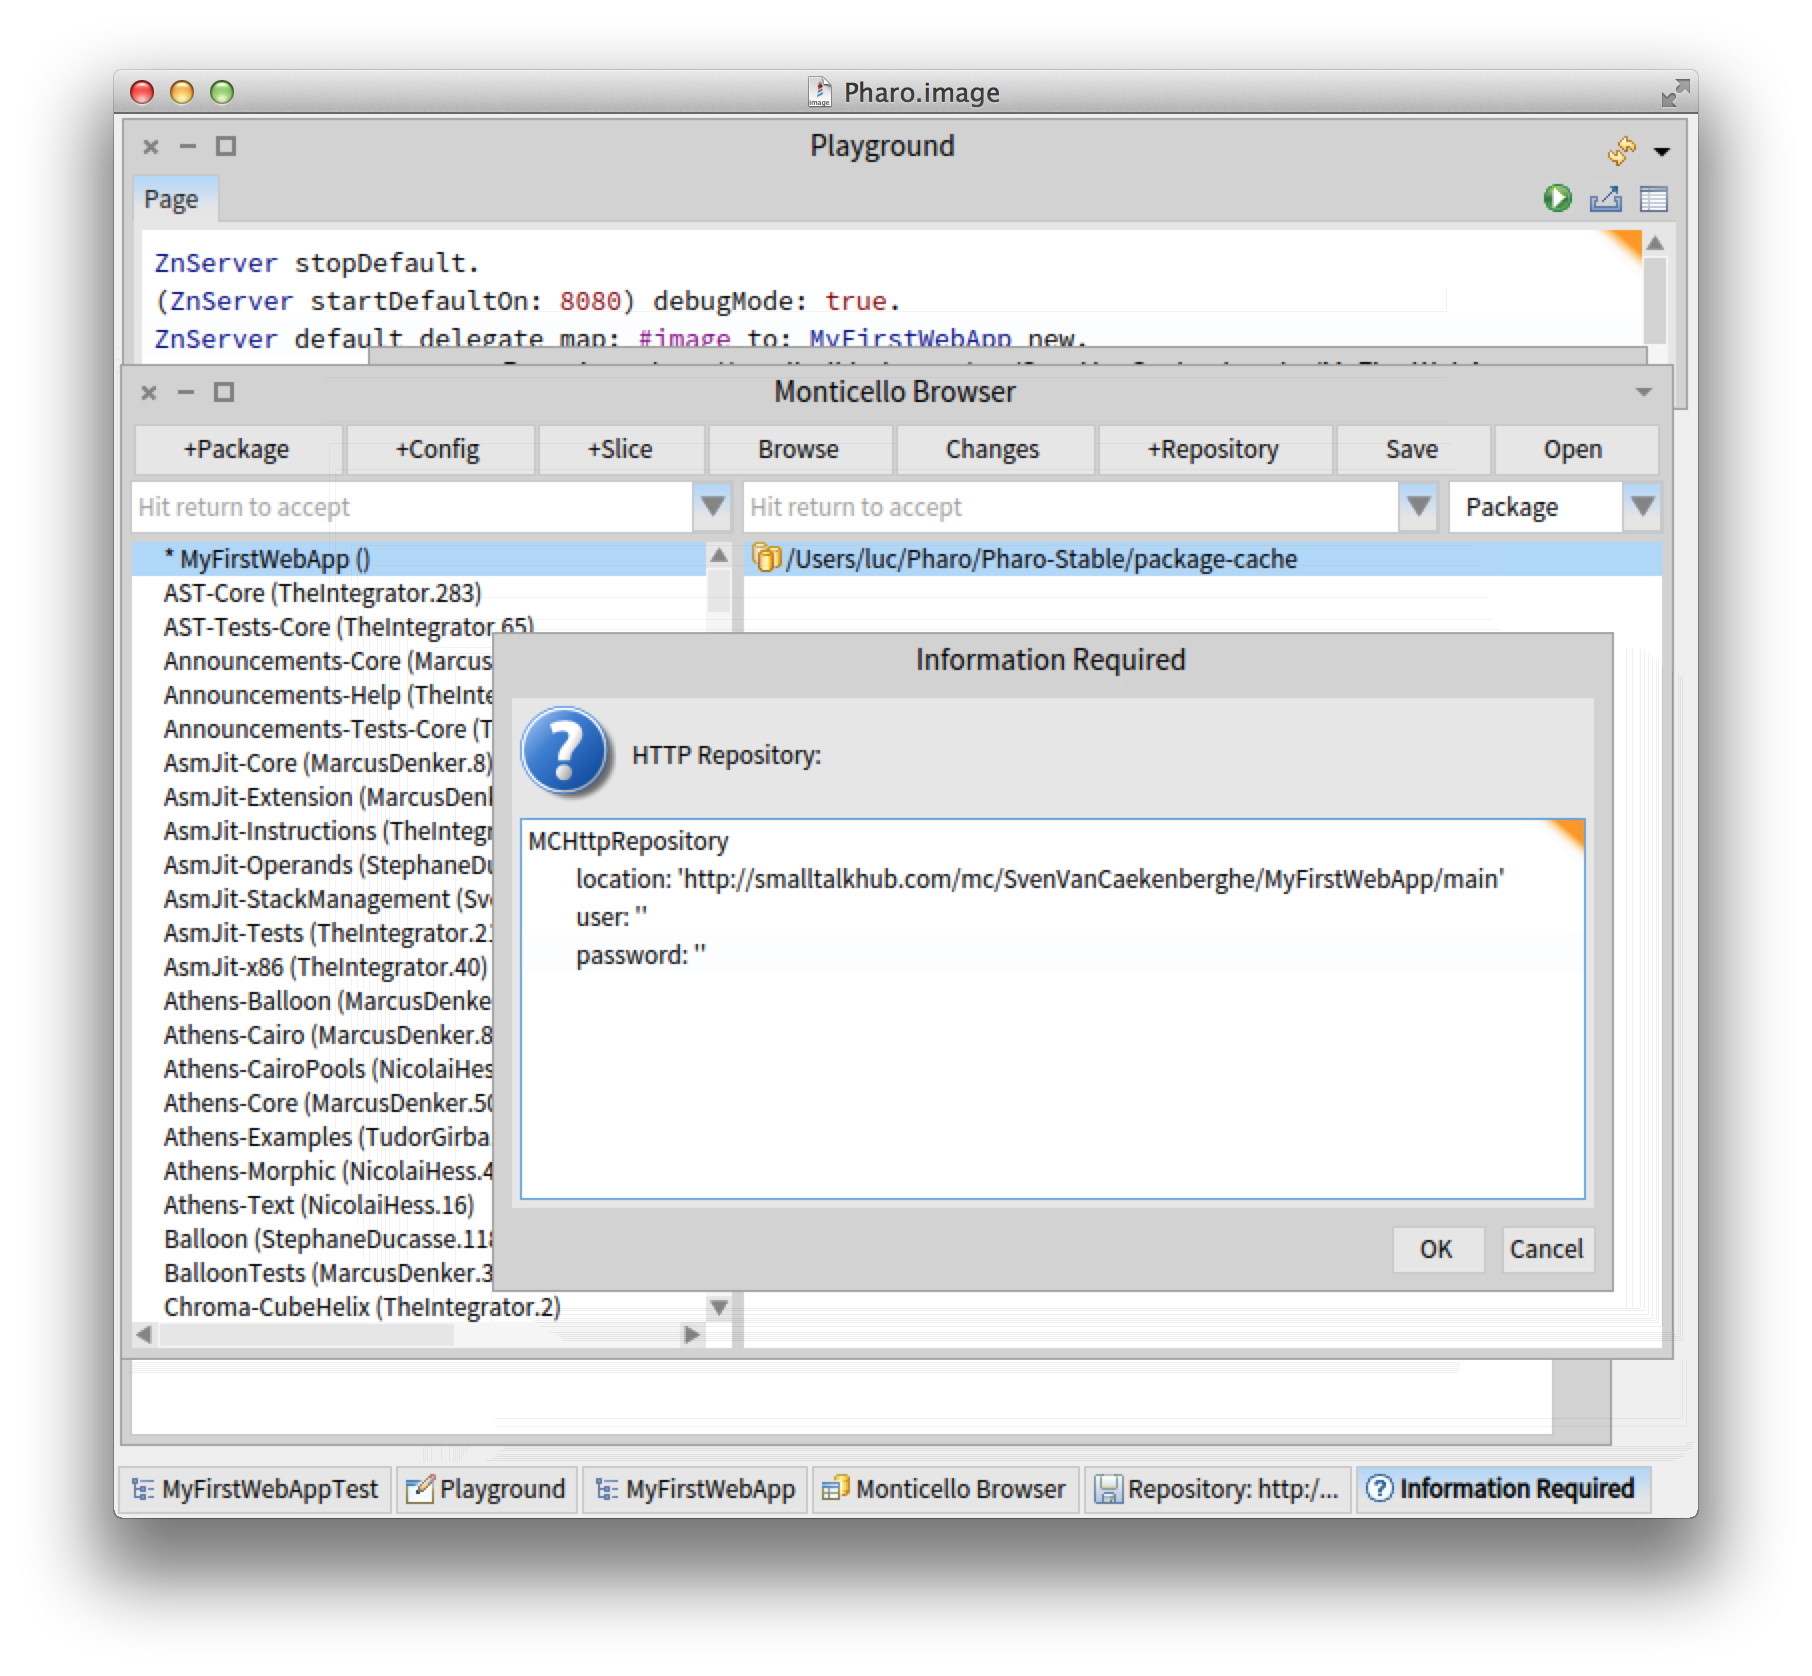 Pharo.image
Playground
Page
ZnServer stopDefault.
(ZnServer startDefaultOn: 8080) debugMode: true.
ZnServer default delegate map: #image to: MyFirstWebApp new.
Monticello Browser
+Package +Config +Slice Browse Changes +Repository Save Open
Hit return to accept Hit return to accept Package
* MyFirstWebApp () /Users/luc/Pharo/Pharo-Stable/package-cache
AST-Core (TheIntegrator.283)
AST-Tests-Core (TheIntegrator.65)
Announcements-Core (Marcus
Announcements-Help (TheInte
Announcements-Tests-Core (T
AsmJit-Core (MarcusDenker.8)
AsmJit-Extension (MarcusDenk
AsmJit-Instructions (TheIntegr
AsmJit-Operands (StephaneDu
AsmJit-StackManagement (Sve
AsmJit-Tests (TheIntegrator.21
AsmJit-x86 (TheIntegrator.40)
Athens-Balloon (MarcusDenke
Athens-Cairo (MarcusDenker.8
Athens-CairoPools (NicolaiHes
Athens-Core (MarcusDenker.50
Athens-Examples (TudorGirba.
Athens-Morphic (NicolaiHess.4
Athens-Text (NicolaiHess.16)
Balloon (StephaneDucasse.118
BalloonTests (MarcusDenker.3
Chroma-CubeHelix (TheIntegrator.2)
Information Required
HTTP Repository:
MCHttpRepository
location: 'http://smalltalkhub.com/mc/SvenVanCaekenberghe/MyFirstWebApp/main'
user: ''
password: ''
OK Cancel
MyFirstWebAppTest Playground MyFirstWebApp Monticello Browser Repository: http:/... Information Required